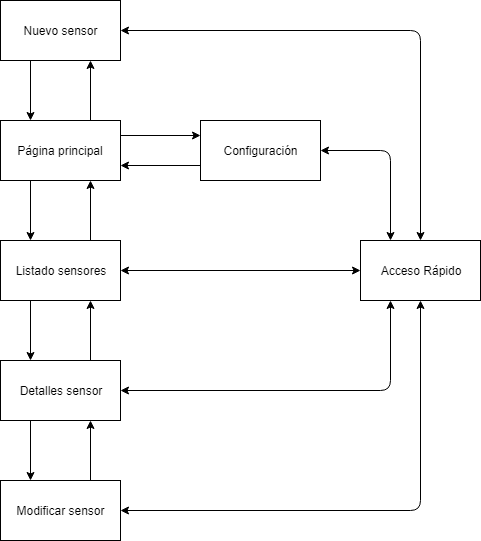 Nuevo sensor
Página principal
Configuración
Listado sensores
Acceso Rápido
Detalles sensor
Modificar sensor